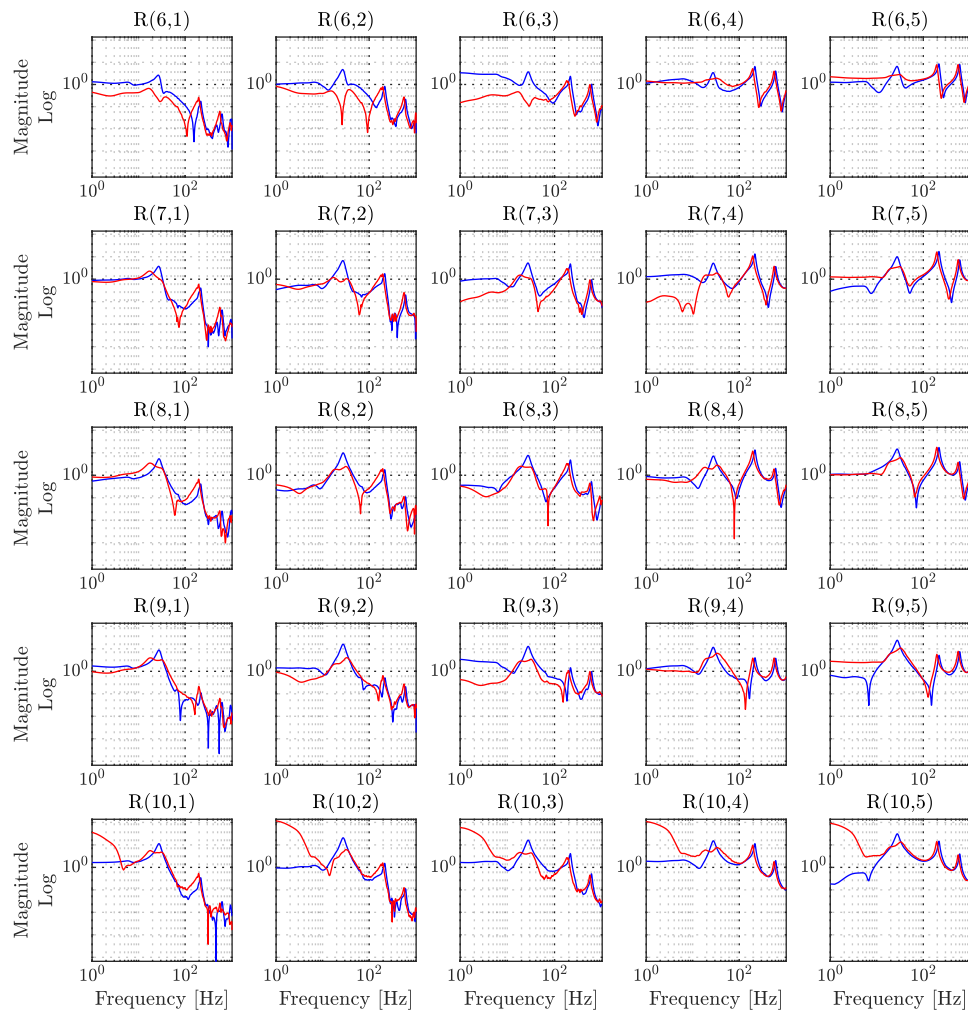 R(6,1) R(6,2) R(6,3) R(6,4) R(6,5)
Magnitude
Log
10^0 10^0 10^0 10^0 10^0
10^0 10^2 10^0 10^2 10^0 10^2 10^0 10^2 10^0 10^2
R(7,1) R(7,2) R(7,3) R(7,4) R(7,5)
Magnitude
Log
10^0 10^0 10^0 10^0 10^0
10^0 10^2 10^0 10^2 10^0 10^2 10^0 10^2 10^0 10^2
R(8,1) R(8,2) R(8,3) R(8,4) R(8,5)
Magnitude
Log
10^0 10^0 10^0 10^0 10^0
10^0 10^2 10^0 10^2 10^0 10^2 10^0 10^2 10^0 10^2
R(9,1) R(9,2) R(9,3) R(9,4) R(9,5)
Magnitude
Log
10^0 10^0 10^0 10^0 10^0
10^0 10^2 10^0 10^2 10^0 10^2 10^0 10^2 10^0 10^2
R(10,1) R(10,2) R(10,3) R(10,4) R(10,5)
Magnitude
Log
10^0 10^0 10^0 10^0 10^0
10^0 10^2 10^0 10^2 10^0 10^2 10^0 10^2 10^0 10^2
Frequency [Hz] Frequency [Hz] Frequency [Hz] Frequency [Hz] Frequency [Hz]